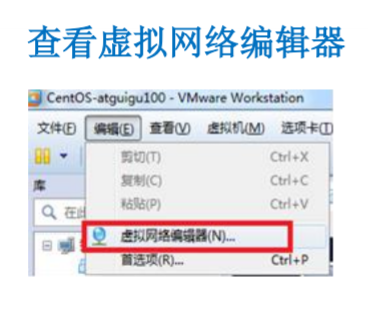 查看虚拟网络编辑器
CentOS-atguigu100 - VMware Workstation
文件(F) 编辑(E) 查看(V) 虚拟机(M) 选项卡(T)
剪切(T) Ctrl+X
库 复制(C) Ctrl+C
在此 粘贴(P) Ctrl+V
虚拟网络编辑器(N)...
首选项(R)... Ctrl+P